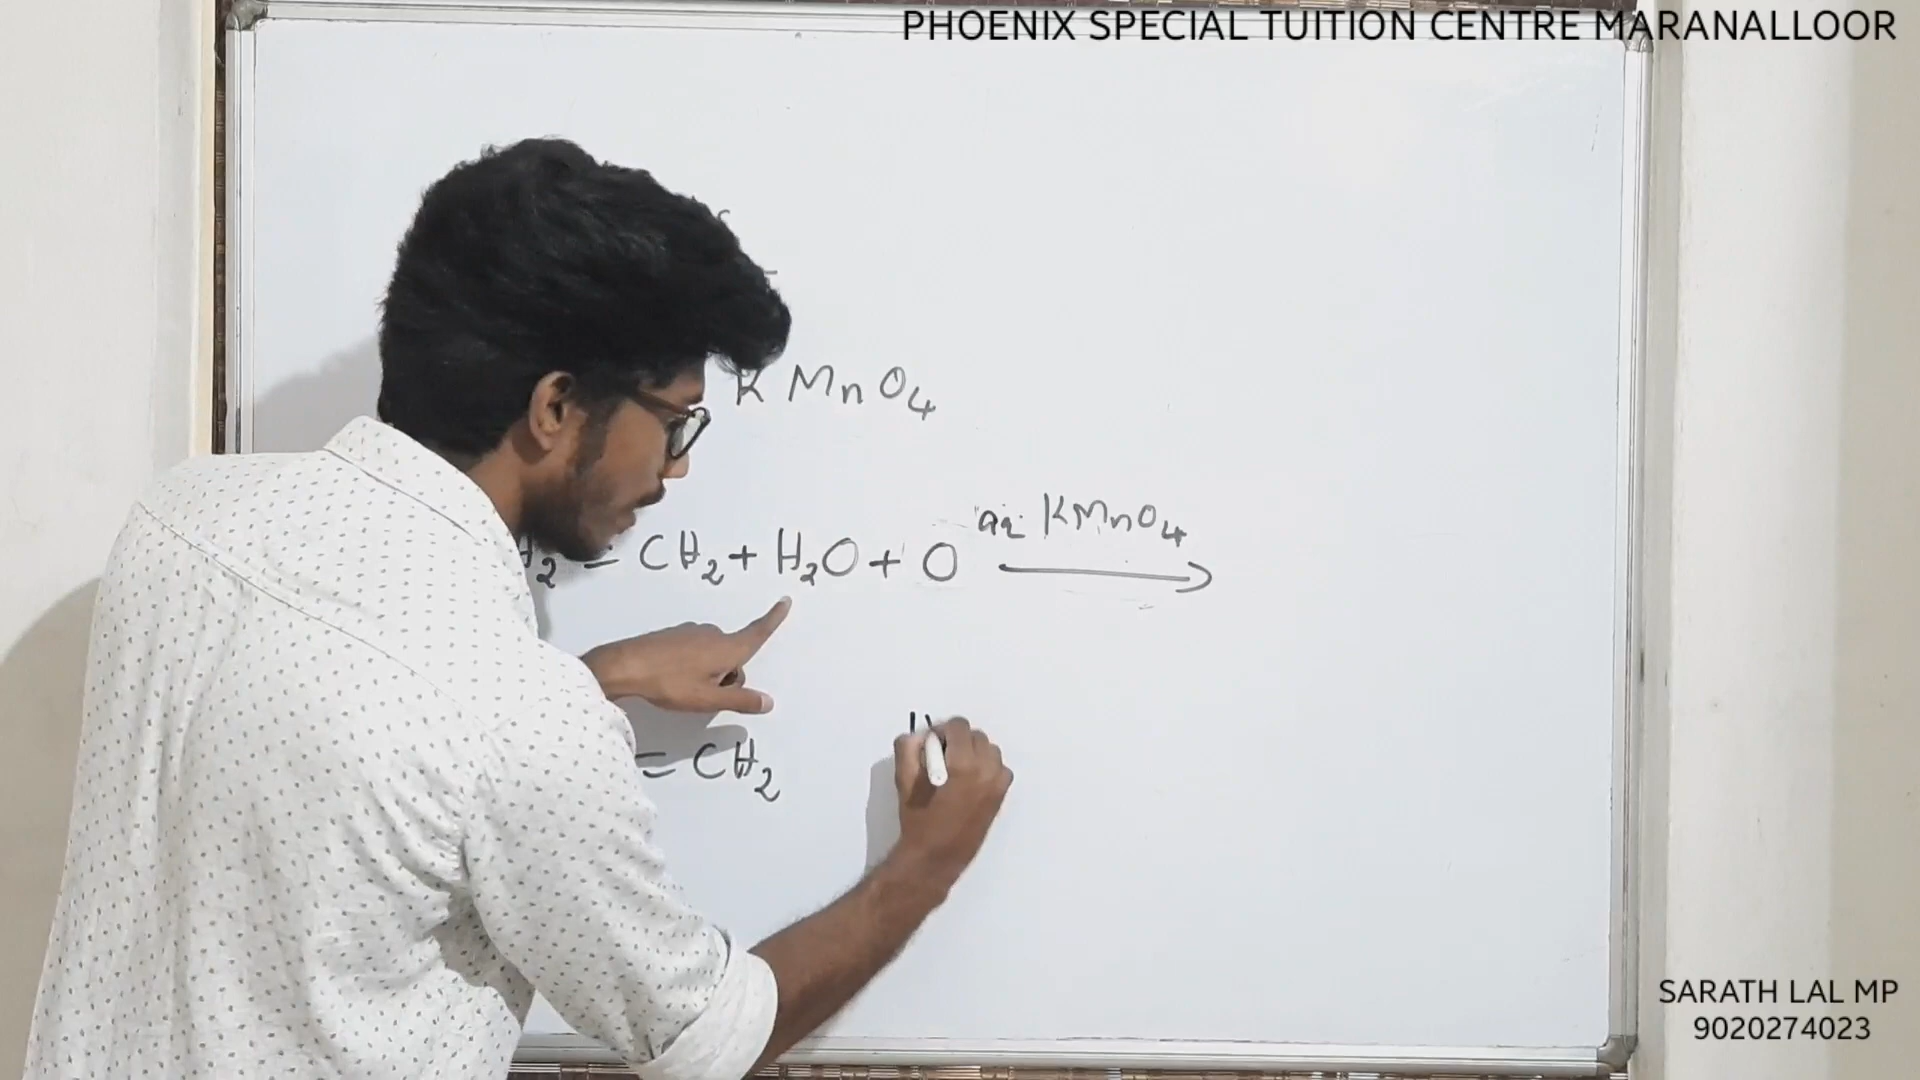 PHOENIX SPECIAL TUITION CENTRE MARANALLOOR
KMnO4
aq. KMnO4
H2 = CH2 + H2O + O ⟶
= CH2
SARATH LAL MP
9020274023